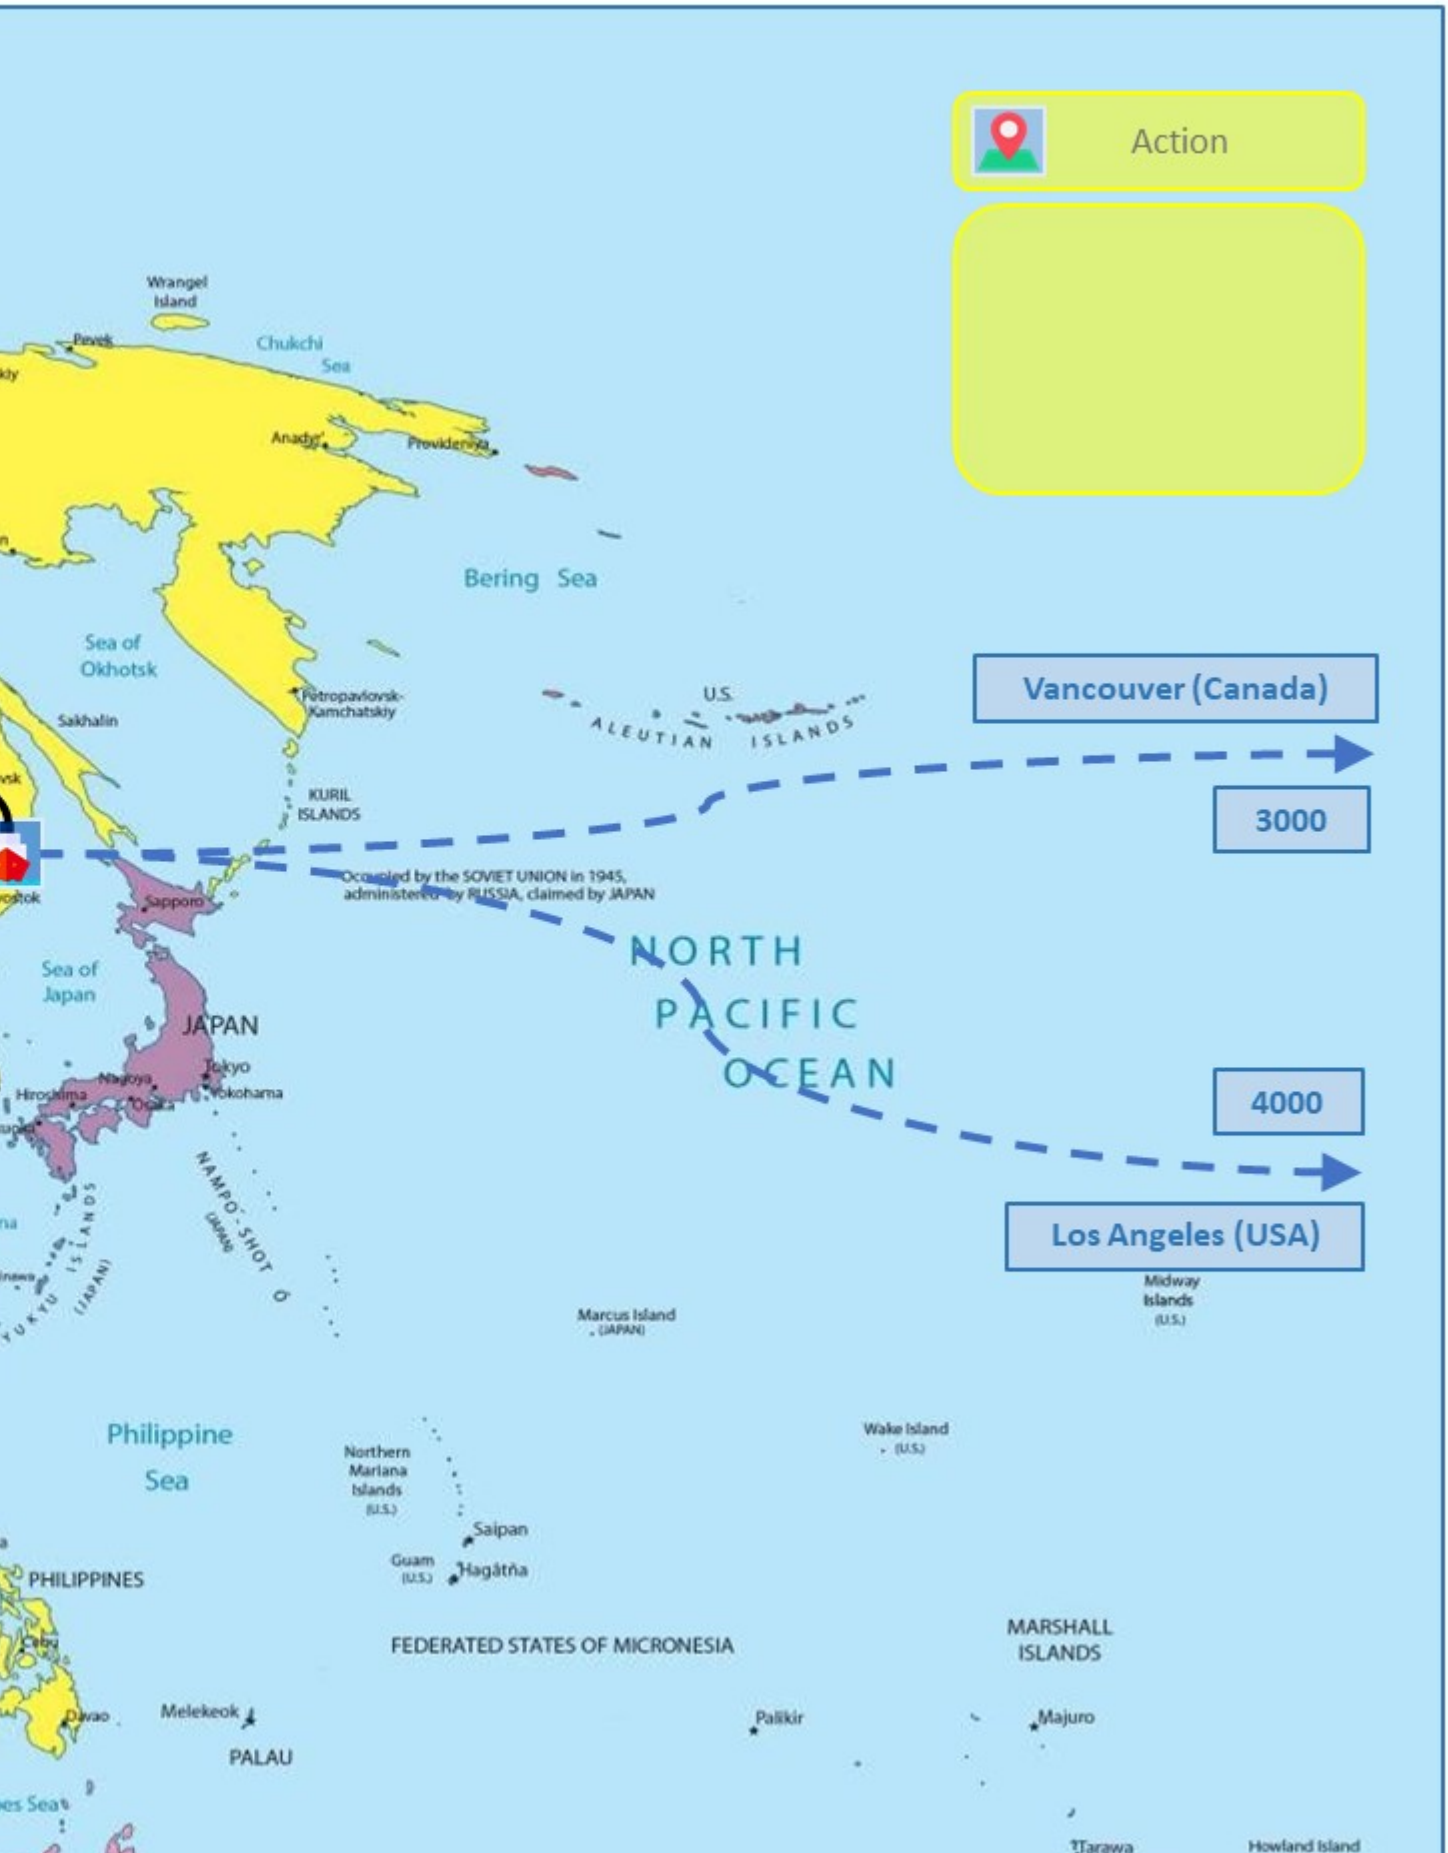 Action
Wrangel
Island
Pevek
Chukchi
Sea
Anadyr'
Provideniya
Bering Sea
Sea of
Okhotsk
Sakhalin
Petropavlovsk-
Kamchatskiy
U.S.
ALEUTIAN ISLANDS
Vancouver (Canada)
3000
KURIL
ISLANDS
Occupied by the SOVIET UNION in 1945,
administered by RUSSIA, claimed by JAPAN
Sapporo
NORTH
PACIFIC
OCEAN
Sea of
Japan
JAPAN
Tokyo
Nagoya
Yokohama
Hiroshima
Osaka
4000
Los Angeles (USA)
NAMPO-SHOTŌ
(JAPAN)
ISLANDS
(JAPAN)
Midway
Islands
(U.S.)
Marcus Island
(JAPAN)
Wake Island
(U.S.)
Philippine
Sea
Northern
Mariana
Islands
(U.S.)
Saipan
Guam
(U.S.)
Hagåtña
PHILIPPINES
Cebu
Davao
FEDERATED STATES OF MICRONESIA
MARSHALL
ISLANDS
Melekeok
PALAU
Palikir
Majuro
Sea
Tarawa
Howland Island